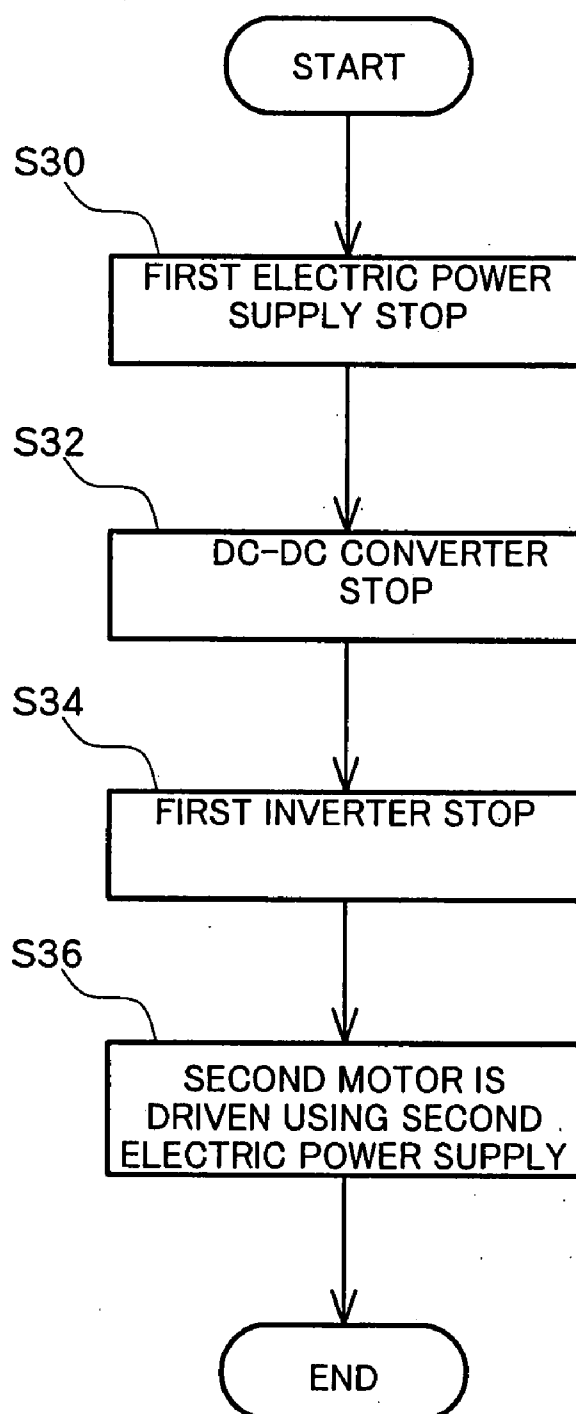 START
S30
FIRST ELECTRIC POWER
SUPPLY STOP
S32
DC-DC CONVERTER
STOP
S34
FIRST INVERTER STOP
S36
SECOND MOTOR IS
DRIVEN USING SECOND
ELECTRIC POWER SUPPLY
END